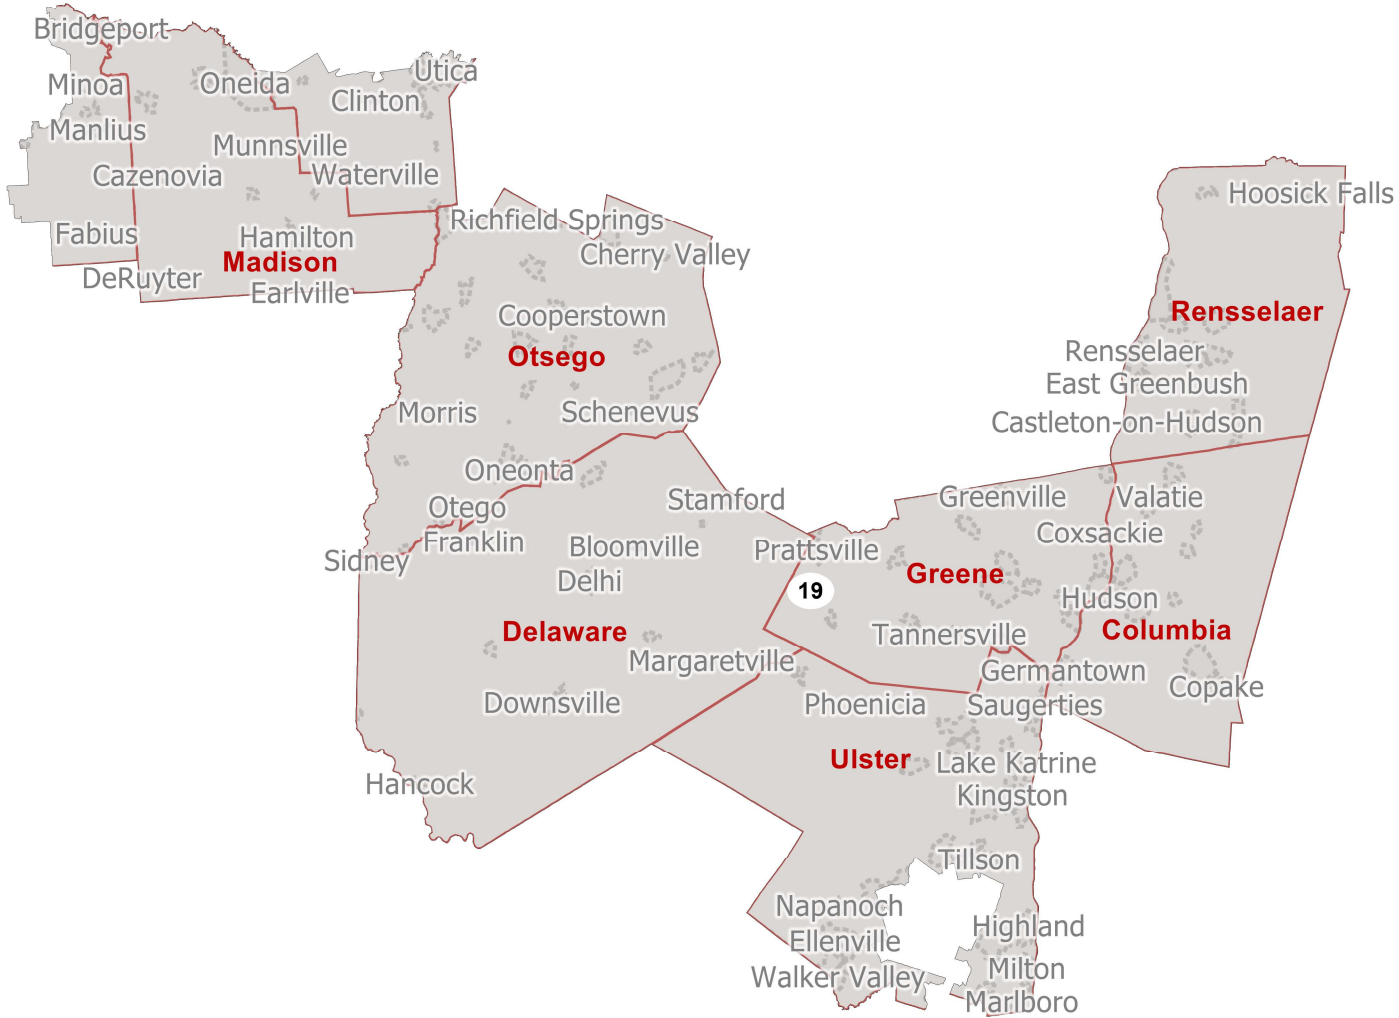 Bridgeport
Minoa
Oneida
Utica
Clinton
Manlius
Munnsville
Cazenovia
Waterville
Fabius
Hamilton
Madison
DeRuyter
Earlville
Richfield Springs
Cherry Valley
Hoosick Falls
Cooperstown
Otsego
Rensselaer
Rensselaer
East Greenbush
Castleton-on-Hudson
Morris
Schenevus
Oneonta
Otego
Franklin
Sidney
Stamford
Bloomville
Delhi
Prattsville
Greenville
Valatie
Coxsackie
Greene
19
Hudson
Columbia
Delaware
Tannersville
Margaretville
Germantown
Copake
Downsville
Phoenicia
Saugerties
Ulster
Lake Katrine
Kingston
Hancock
Tillson
Napanoch
Highland
Ellenville
Walker Valley
Milton
Marlboro